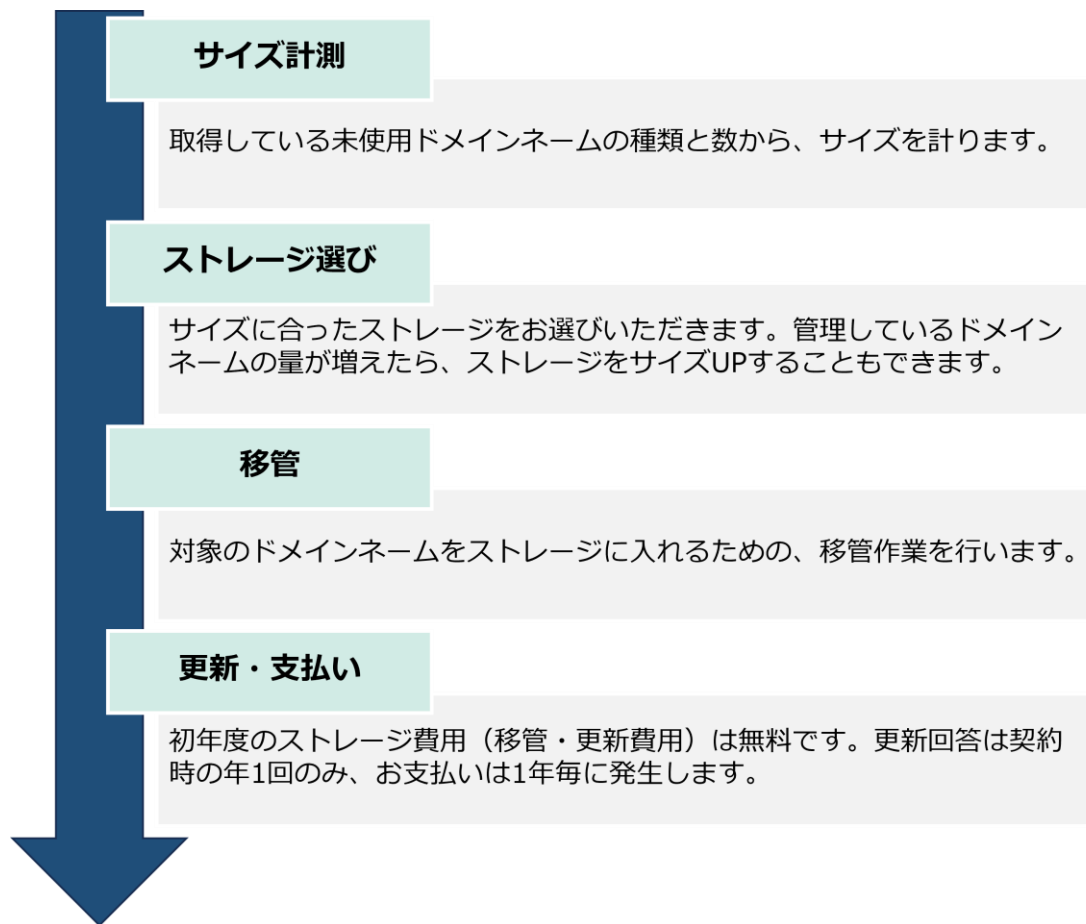 サイズ計測
取得している未使用ドメインネームの種類と数から、サイズを計ります。
ストレージ選び
サイズに合ったストレージをお選びいただきます。管理しているドメイン
ネームの量が増えたら、ストレージをサイズUPすることもできます。
移管
対象のドメインネームをストレージに入れるための、移管作業を行います。
更新・支払い
初年度のストレージ費用（移管・更新費用）は無料です。更新回答は契約
時の年1回のみ、お支払いは1年毎に発生します。